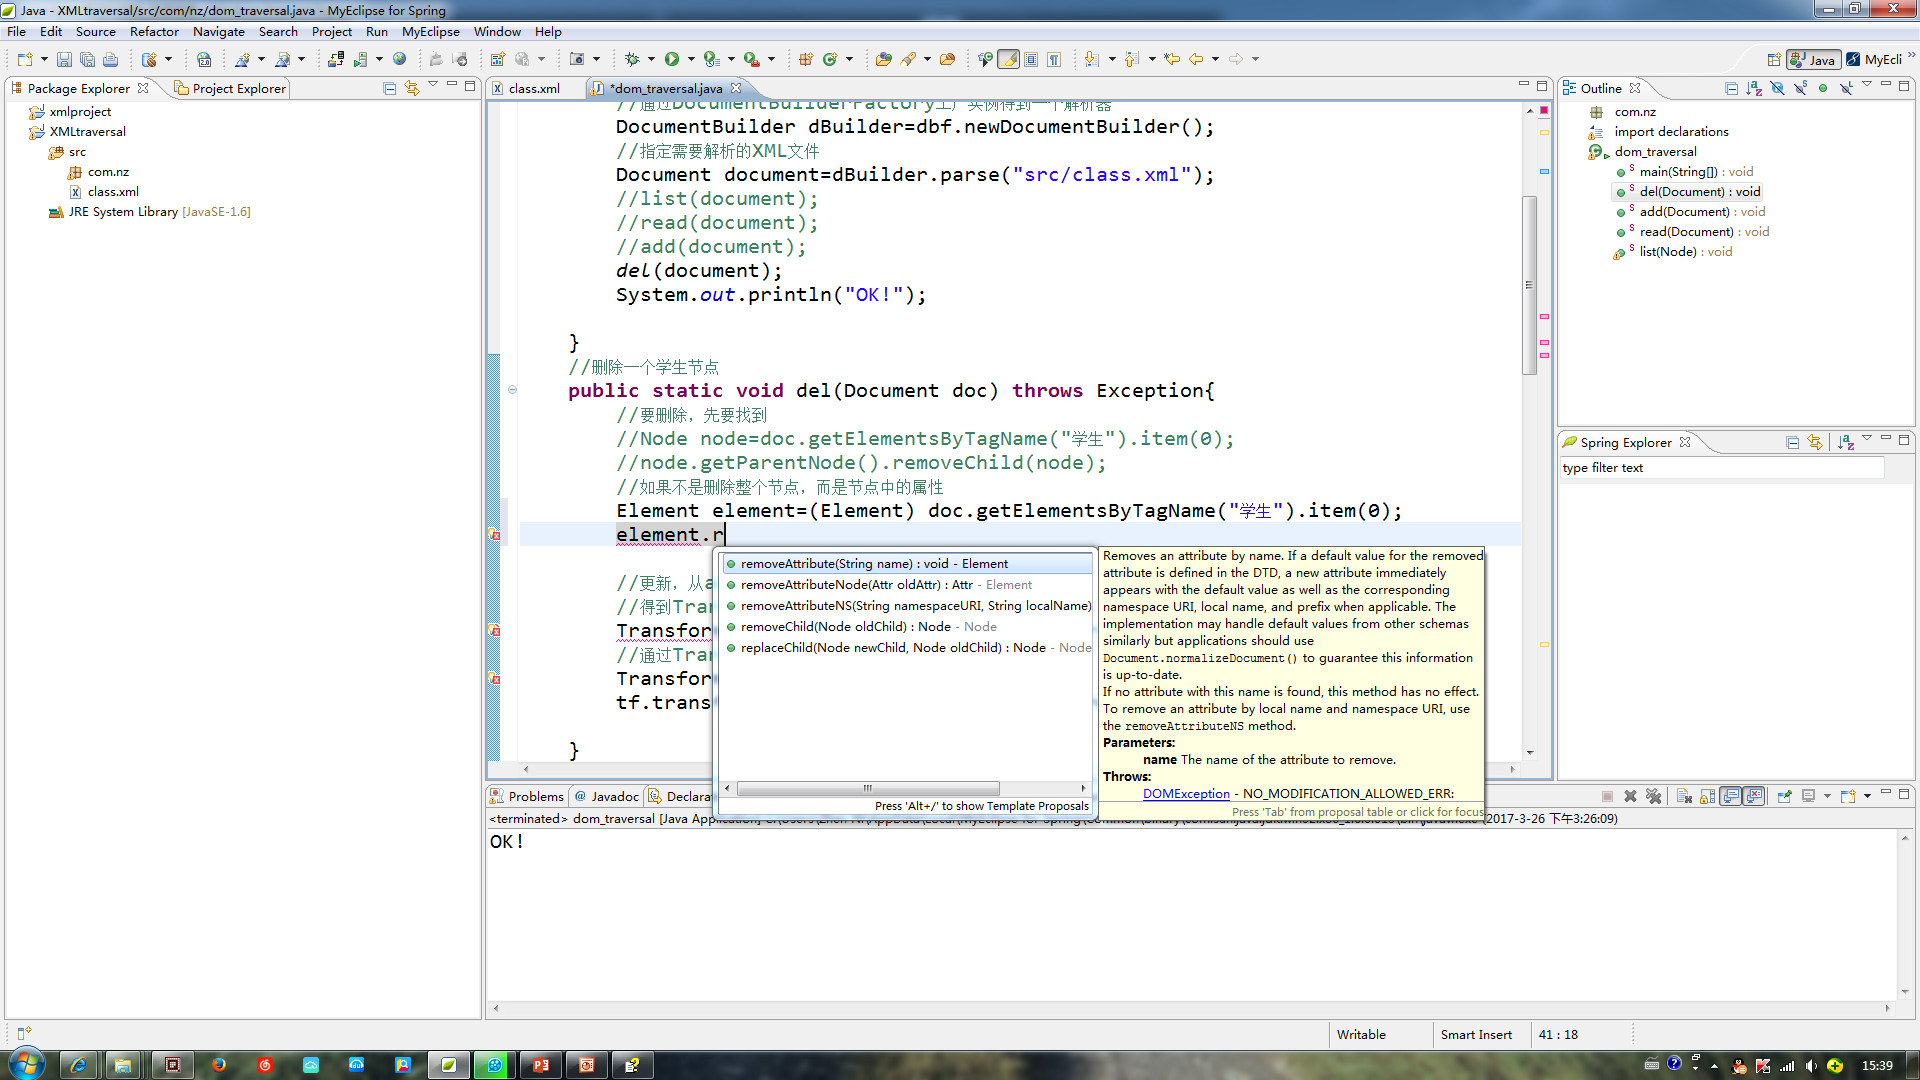 Java - XMLtraversal/src/com/nz/dom_traversal.java - MyEclipse for Spring
File Edit Source Refactor Navigate Search Project Run MyEclipse Window Help
Java MyEcli
Package Explorer Project Explorer
xmlproject
XMLtraversal
src
com.nz
class.xml
JRE System Library [JavaSE-1.6]
class.xml *dom_traversal.java
//通过DocumentBuilderFactory工厂实例得到一个解析器
DocumentBuilder dBuilder=dbf.newDocumentBuilder();
//指定需要解析的XML文件
Document document=dBuilder.parse("src/class.xml");
//list(document);
//read(document);
//add(document);
del(document);
System.out.println("OK!");
}
//删除一个学生节点
public static void del(Document doc) throws Exception{
//要删除，先要找到
//Node node=doc.getElementsByTagName("学生").item(0);
//node.getParentNode().removeChild(node);
//如果不是删除整个节点，而是节点中的属性
Element element=(Element) doc.getElementsByTagName("学生").item(0);
element.r
//更新，从
//得到Tra
Transfor
//通过Tra
Transfor
tf.trans
}
removeAttribute(String name) : void - Element
removeAttributeNode(Attr oldAttr) : Attr - Element
removeAttributeNS(String namespaceURI, String localName)
removeChild(Node oldChild) : Node - Node
replaceChild(Node newChild, Node oldChild) : Node - Node
Press 'Alt+/' to show Template Proposals
Removes an attribute by name. If a default value for the removed
attribute is defined in the DTD, a new attribute immediately
appears with the default value as well as the corresponding
namespace URI, local name, and prefix when applicable. The
implementation may handle default values from other schemas
similarly but applications should use
Document.normalizeDocument() to guarantee this information
is up-to-date.
If no attribute with this name is found, this method has no effect.
To remove an attribute by local name and namespace URI, use
the removeAttributeNS method.
Parameters:
name The name of the attribute to remove.
Throws:
DOMException - NO_MODIFICATION_ALLOWED_ERR:
Press 'Tab' from proposal table or click for focus
Outline
com.nz
import declarations
dom_traversal
main(String[]) : void
del(Document) : void
add(Document) : void
read(Document) : void
list(Node) : void
Spring Explorer
type filter text
Problems @ Javadoc Declara
<terminated> dom_traversal [Java Application] (2017-3-26 下午3:26:09)
OK!
Writable Smart Insert 41 : 18
15:39